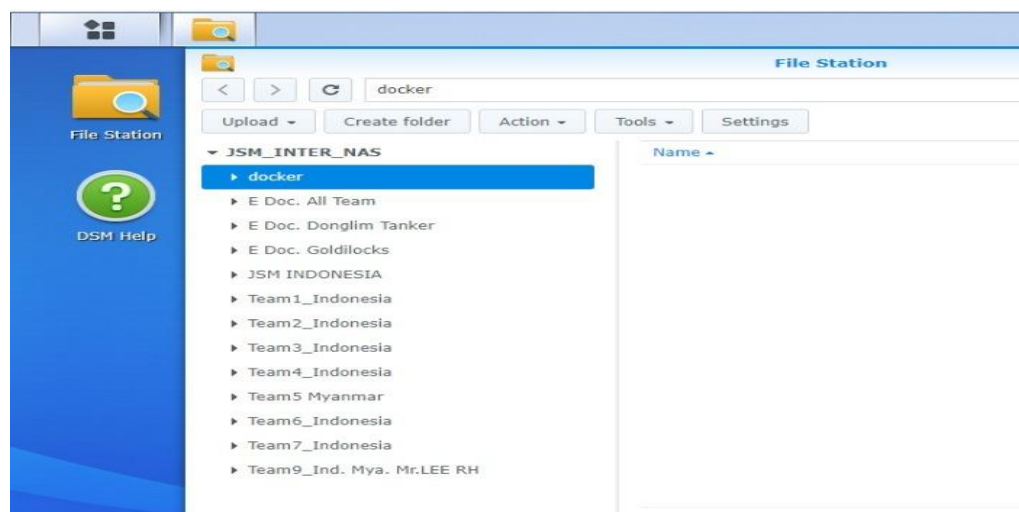 File Station
docker
Upload
Create folder
Action
Tools
Settings
File Station
DSM Help
JSM_INTER_NAS
Name
docker
E Doc. All Team
E Doc. Donglim Tanker
E Doc. Goldilocks
JSM INDONESIA
Team1_Indonesia
Team2_Indonesia
Team3_Indonesia
Team4_Indonesia
Team5 Myanmar
Team6_Indonesia
Team7_Indonesia
Team9_Ind. Mya. Mr.LEE RH